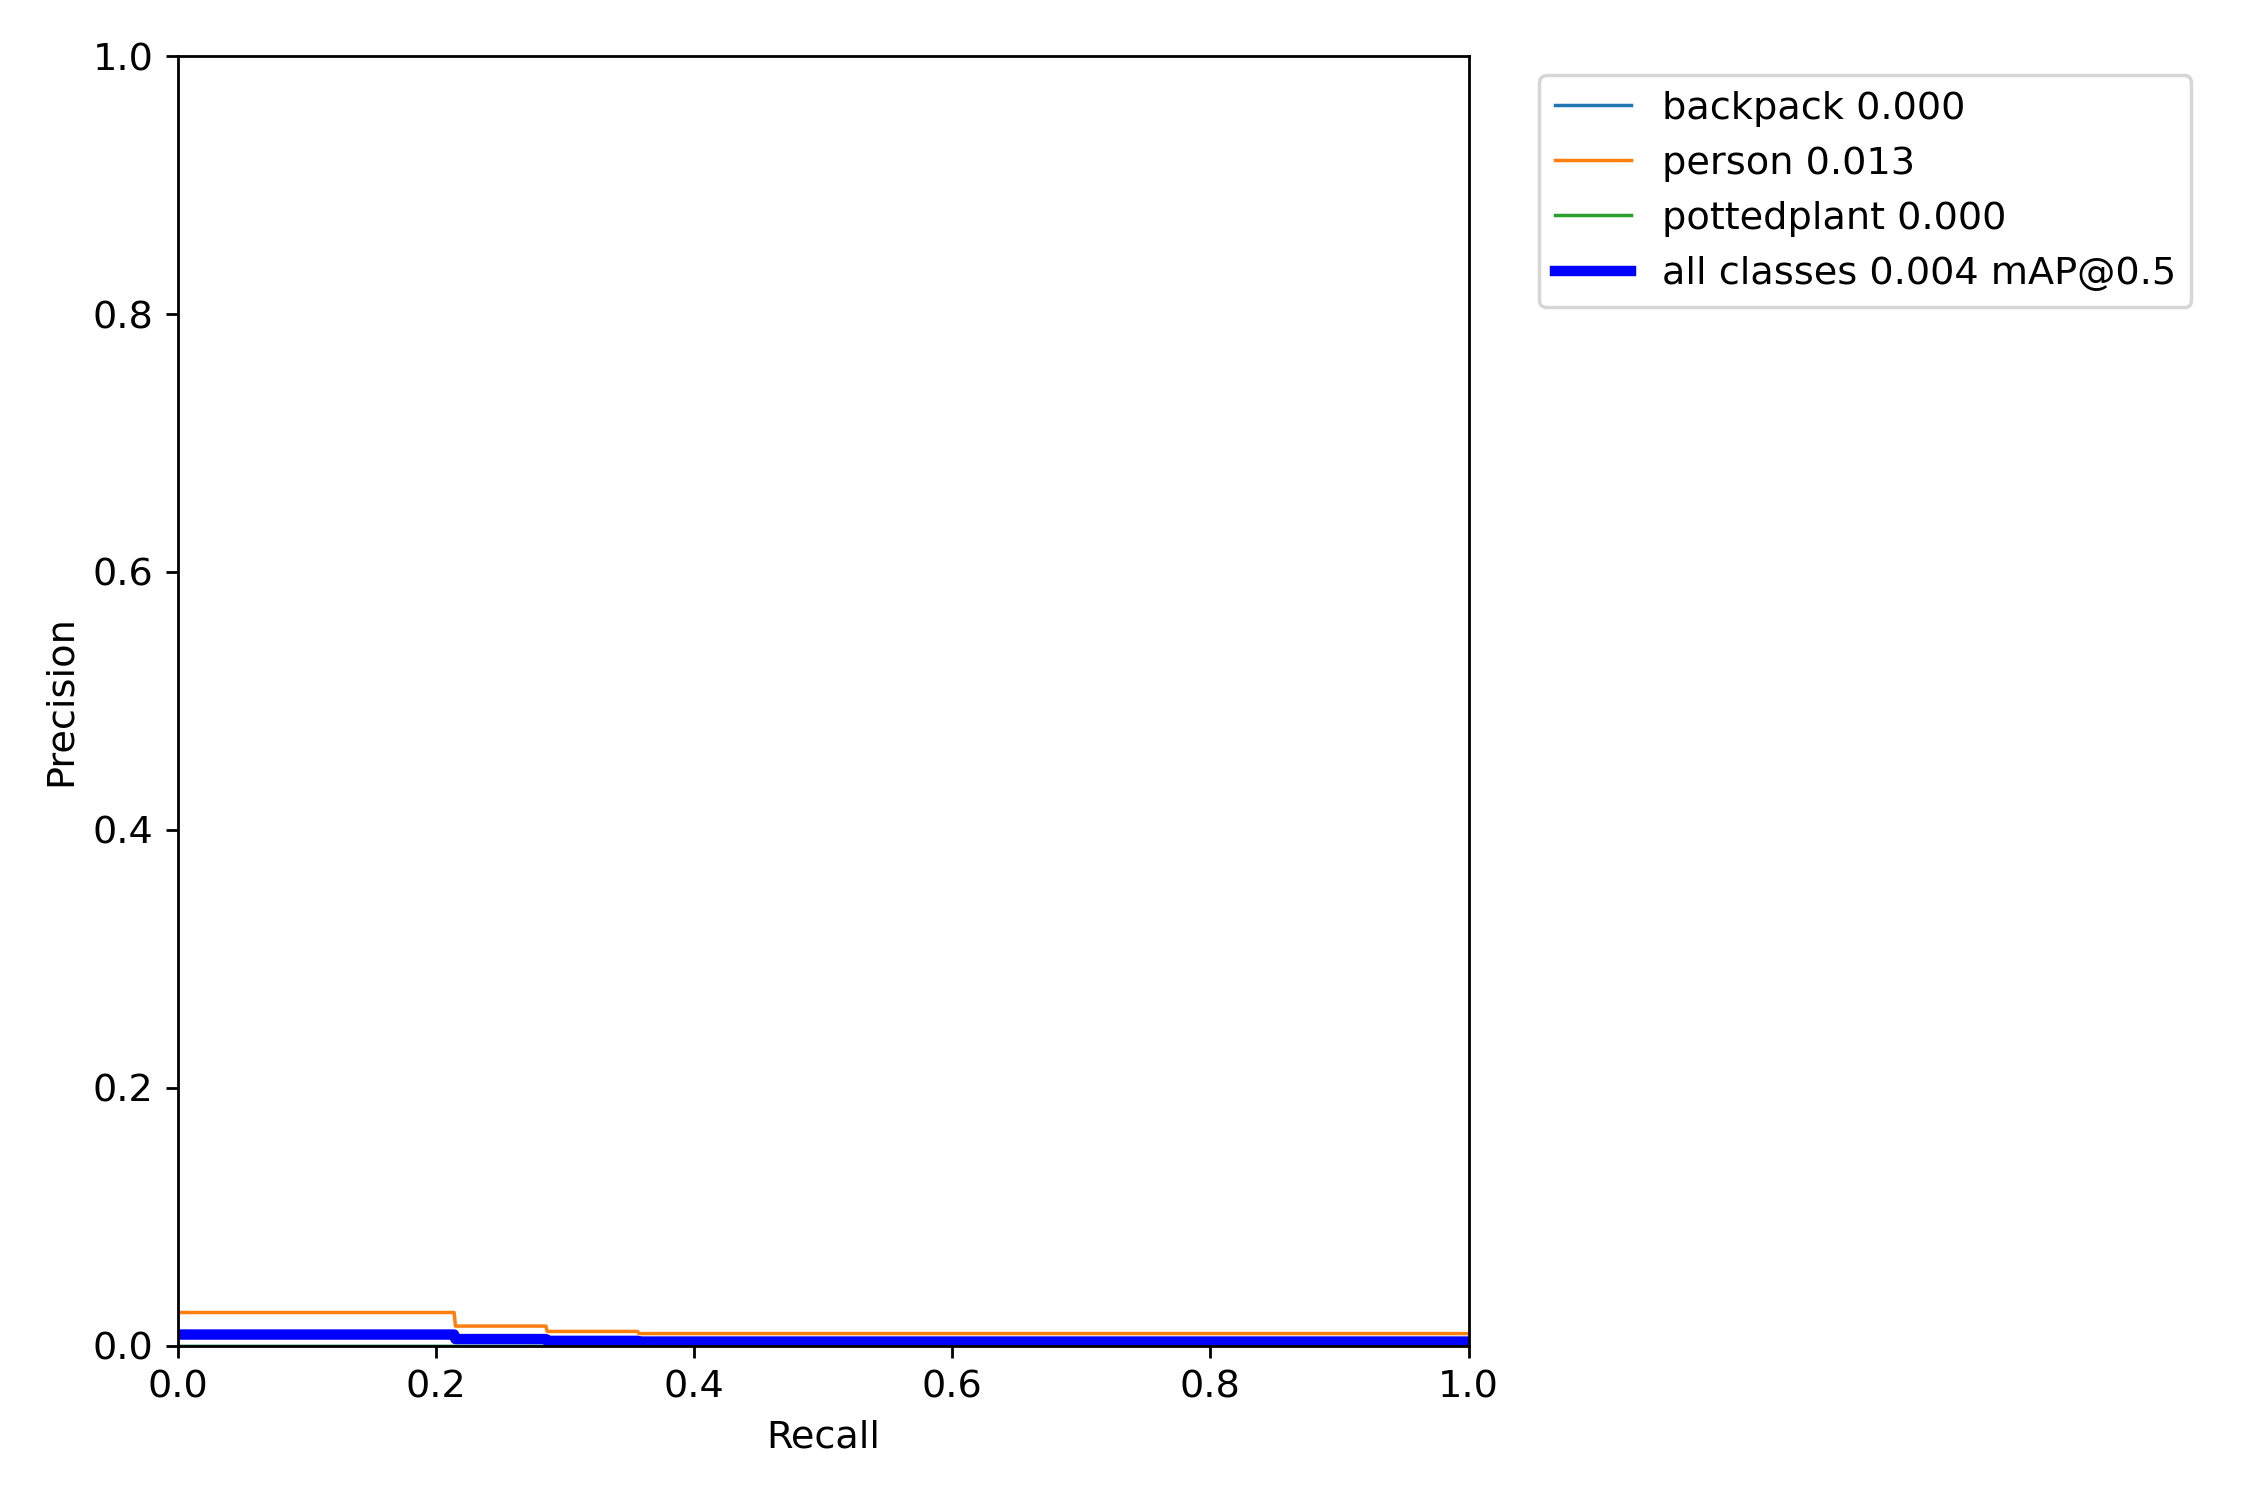 1.0
0.8
0.6
0.4
0.2
0.0
Precision
0.0 0.2 0.4 0.6 0.8 1.0
Recall
backpack 0.000
person 0.013
pottedplant 0.000
all classes 0.004 mAP@0.5